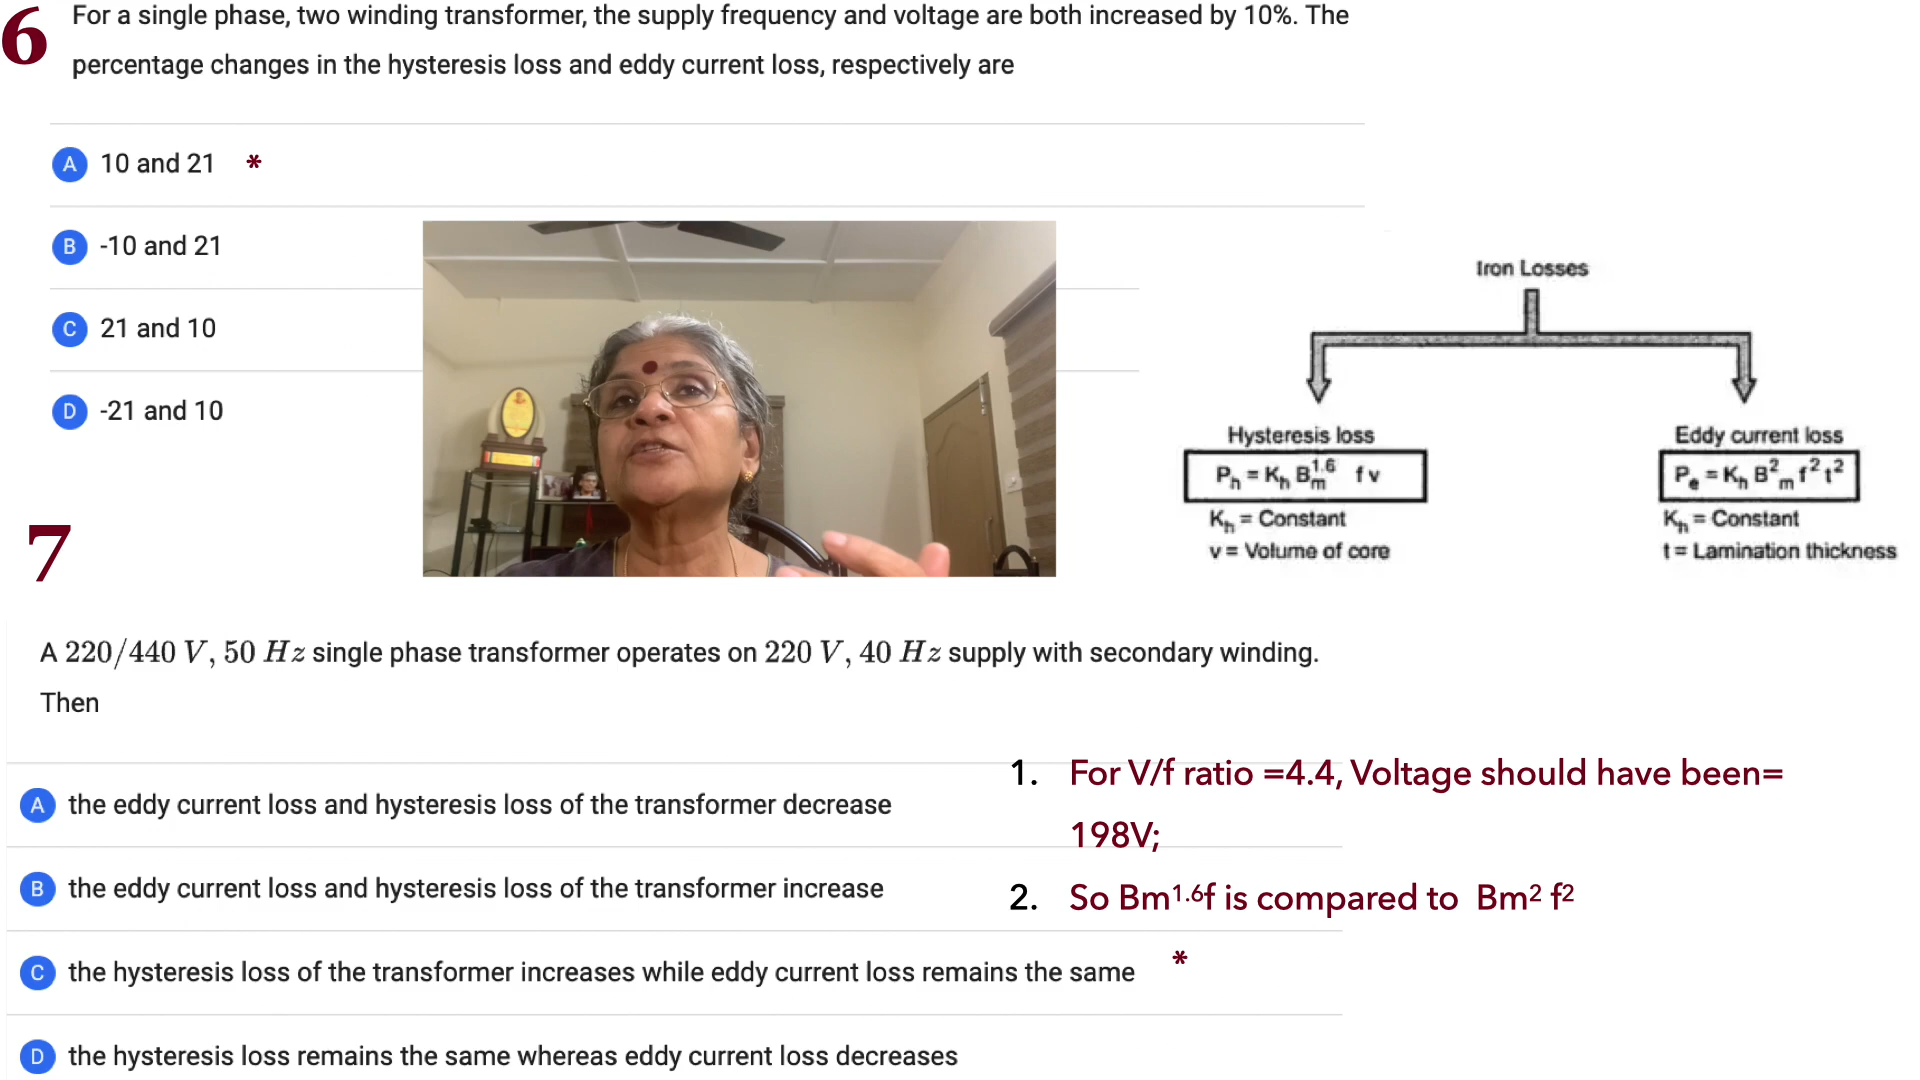 6
For a single phase, two winding transformer, the supply frequency and voltage are both increased by 10%. The
percentage changes in the hysteresis loss and eddy current loss, respectively are
A 10 and 21 *
B -10 and 21
C 21 and 10
D -21 and 10
Iron Losses
Hysteresis loss
Pₕ = Kₕ Bₘ^1.6 f v
Kₕ = Constant
v = Volume of core
Eddy current loss
Pₑ = Kₕ B²ₘ f² t²
Kₕ = Constant
t = Lamination thickness
7
A 220/440 V, 50 Hz single phase transformer operates on 220 V, 40 Hz supply with secondary winding.
Then
A the eddy current loss and hysteresis loss of the transformer decrease
B the eddy current loss and hysteresis loss of the transformer increase
C the hysteresis loss of the transformer increases while eddy current loss remains the same *
D the hysteresis loss remains the same whereas eddy current loss decreases
1. For V/f ratio =4.4, Voltage should have been=
198V;
2. So Bm^1.6f is compared to Bm² f²